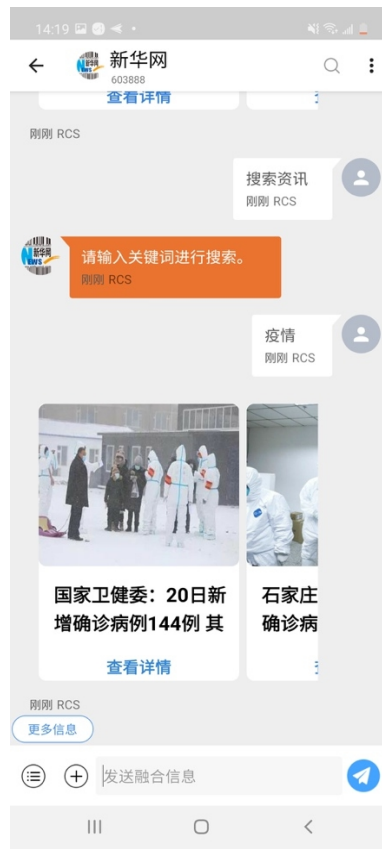 14:19
新华网
603888
查看详情
刚刚 RCS
搜索资讯
刚刚 RCS
新华网
NEWS
请输入关键词进行搜索。
刚刚 RCS
疫情
刚刚 RCS
国家卫健委：20日新
增确诊病例144例 其
查看详情
石家庄
确诊病
刚刚 RCS
更多信息
发送融合信息